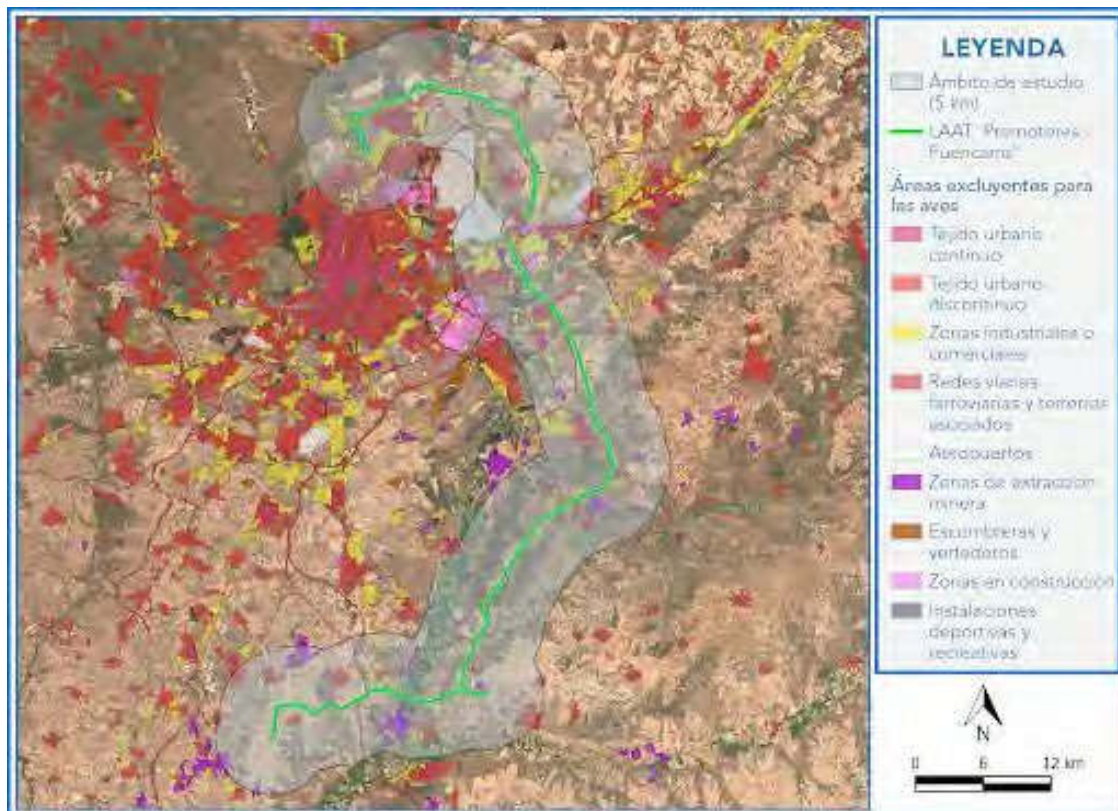 LEYENDA
Ámbito de estudio
(5 km)
LAAT "Promotores -
Fuencarral"
Áreas excluyentes para
las aves
Tejido urbano
continuo
Tejido urbano
discontinuo
Zonas industriales o
comerciales
Redes viarias
ferroviarias y terrenos
asociados
Aeropuertos
Zonas de extracción
minera
Escombreras y
vertederos
Zonas en construcción
Instalaciones
deportivas y
recreativas
N
0 6 12 km